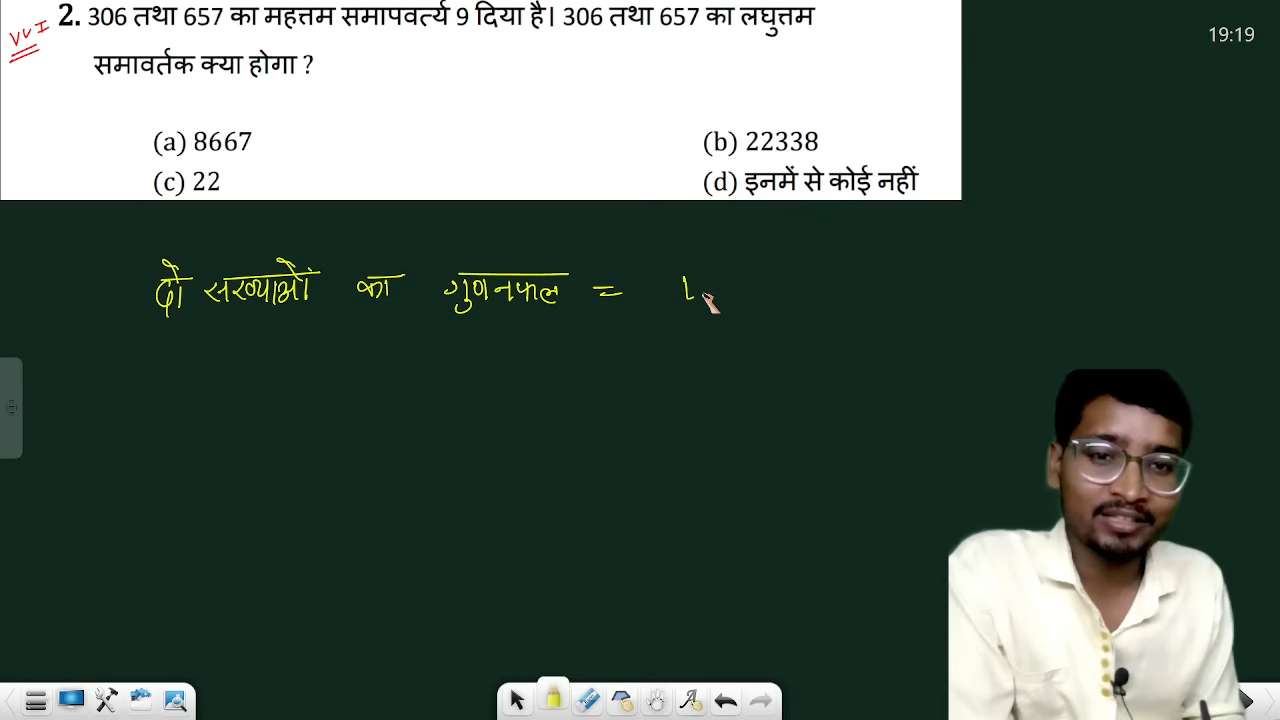 VVI
2. 306 तथा 657 का महत्तम समापवर्त्य 9 दिया है। 306 तथा 657 का लघुत्तम
समावर्तक क्या होगा ?
(a) 8667 (b) 22338
(c) 22 (d) इनमें से कोई नहीं
19:19
दो सख्याओं का गुणनफल = L